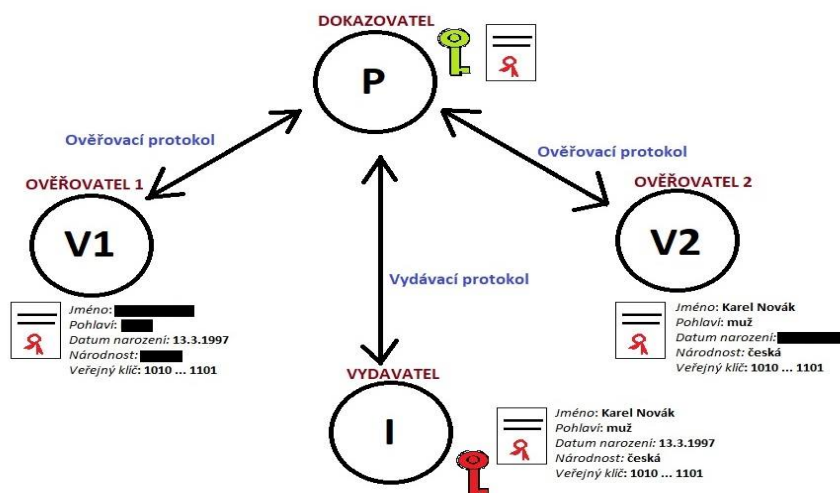 DOKAZOVATEL
P
Ověřovací protokol
Ověřovací protokol
OVĚŘOVATEL 1
OVĚŘOVATEL 2
V1
V2
Vydávací protokol
Jméno:
Pohlaví:
Datum narození: 13.3.1997
Národnost:
Veřejný klíč: 1010 ... 1101
Jméno: Karel Novák
Pohlaví: muž
Datum narození:
Národnost: česká
Veřejný klíč: 1010 ... 1101
VYDAVATEL
I
Jméno: Karel Novák
Pohlaví: muž
Datum narození: 13.3.1997
Národnost: česká
Veřejný klíč: 1010 ... 1101